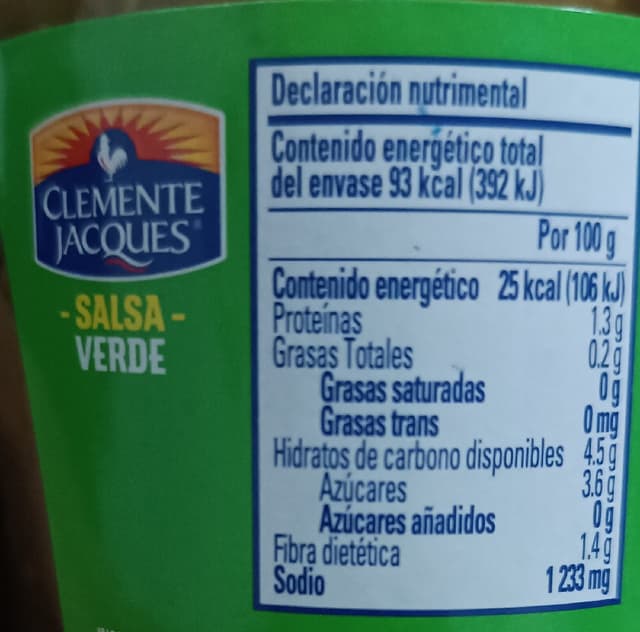 CLEMENTE
JACQUES®
- SALSA -
VERDE
Declaración nutrimental
Contenido energético total
del envase 93 kcal (392 kJ)
Por 100 g
Contenido energético 25 kcal (106 kJ)
Proteínas 1.3 g
Grasas Totales 0.2 g
Grasas saturadas 0 g
Grasas trans 0 mg
Hidratos de carbono disponibles 4.5 g
Azúcares 3.6 g
Azúcares añadidos 0 g
Fibra dietética 1.4 g
Sodio 1 233 mg